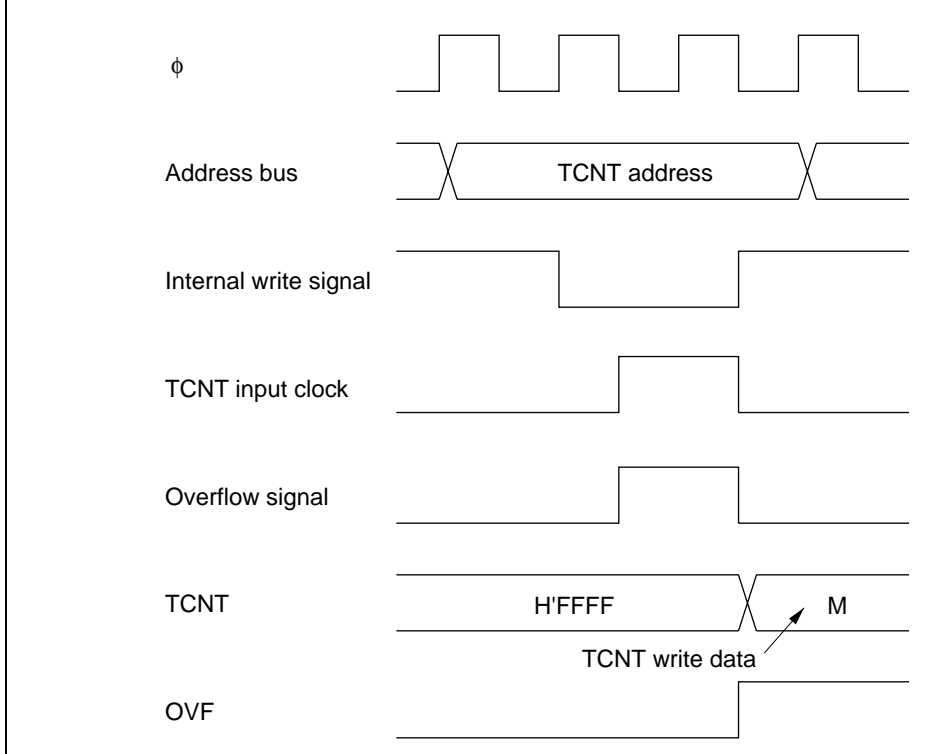 ϕ
Address bus
TCNT address
Internal write signal
TCNT input clock
Overflow signal
TCNT
H'FFFF
M
TCNT write data
OVF